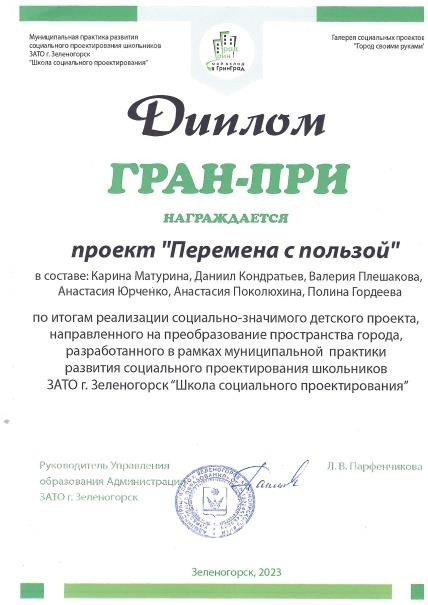 Муниципальная практика развития
социального проектирования школьников
ЗАТО г. Зеленогорск
"Школа социального проектирования"
Галерея социальных проектов
"Город своими руками"
мой вклад
в ГринГрад
Диплом
ГРАН-ПРИ
НАГРАЖДАЕТСЯ
проект "Перемена с пользой"
в составе: Карина Матурина, Даниил Кондратьев, Валерия Плешакова,
Анастасия Юрченко, Анастасия Поколюхина, Полина Гордеева
по итогам реализации социально-значимого детского проекта,
направленного на преобразование пространства города,
разработанного в рамках муниципальной практики
развития социального проектирования школьников
ЗАТО г. Зеленогорск "Школа социального проектирования"
Руководитель Управления
образования Администрации
ЗАТО г. Зеленогорск
Л. В. Парфенчикова
Зеленогорск, 2023